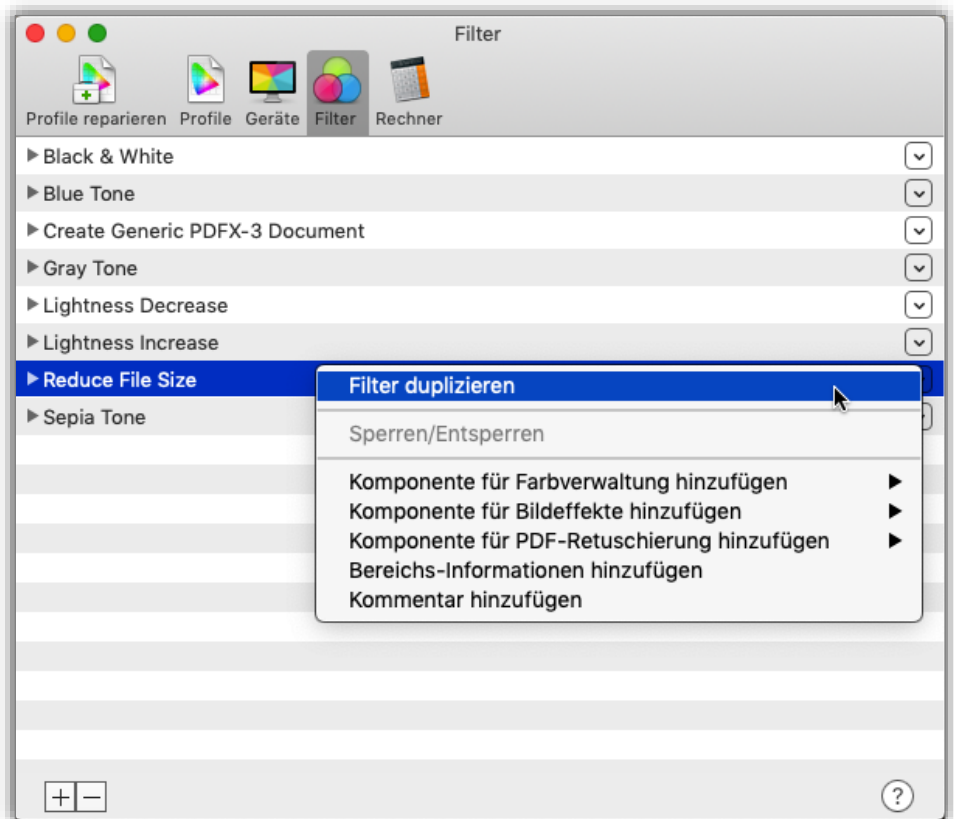 Filter
Profile reparieren Profile Geräte Filter Rechner
Black & White
Blue Tone
Create Generic PDFX-3 Document
Gray Tone
Lightness Decrease
Lightness Increase
Reduce File Size
Filter duplizieren
Sepia Tone
Sperren/Entsperren
Komponente für Farbverwaltung hinzufügen
Komponente für Bildeffekte hinzufügen
Komponente für PDF-Retuschierung hinzufügen
Bereichs-Informationen hinzufügen
Kommentar hinzufügen
+ − ?